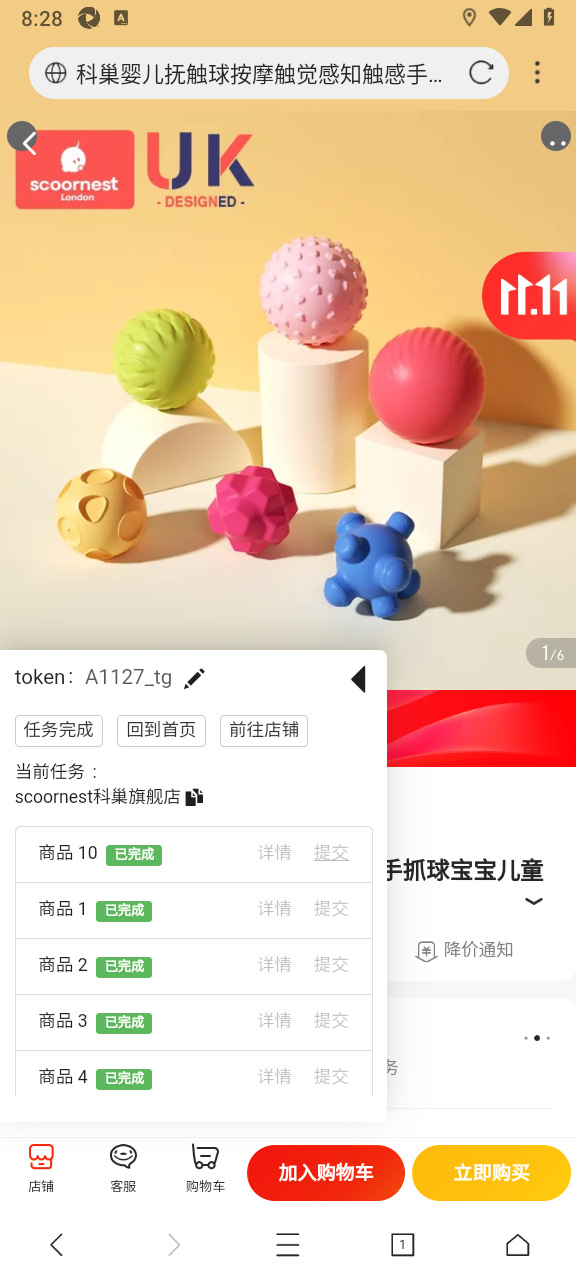 8:28
科巢婴儿抚触球按摩触觉感知触感手...
scoornest
London
UK
- DESIGNED -
11.11
1/6
token： A1127_tg
任务完成 回到首页 前往店铺
当前任务：
scoornest科巢旗舰店
商品 10 已完成 详情 提交
手抓球宝宝儿童
商品 1 已完成 详情 提交
降价通知
商品 2 已完成 详情 提交
商品 3 已完成 详情 提交
商品 4 已完成 详情 提交
务
店铺 客服 购物车 加入购物车 立即购买
1